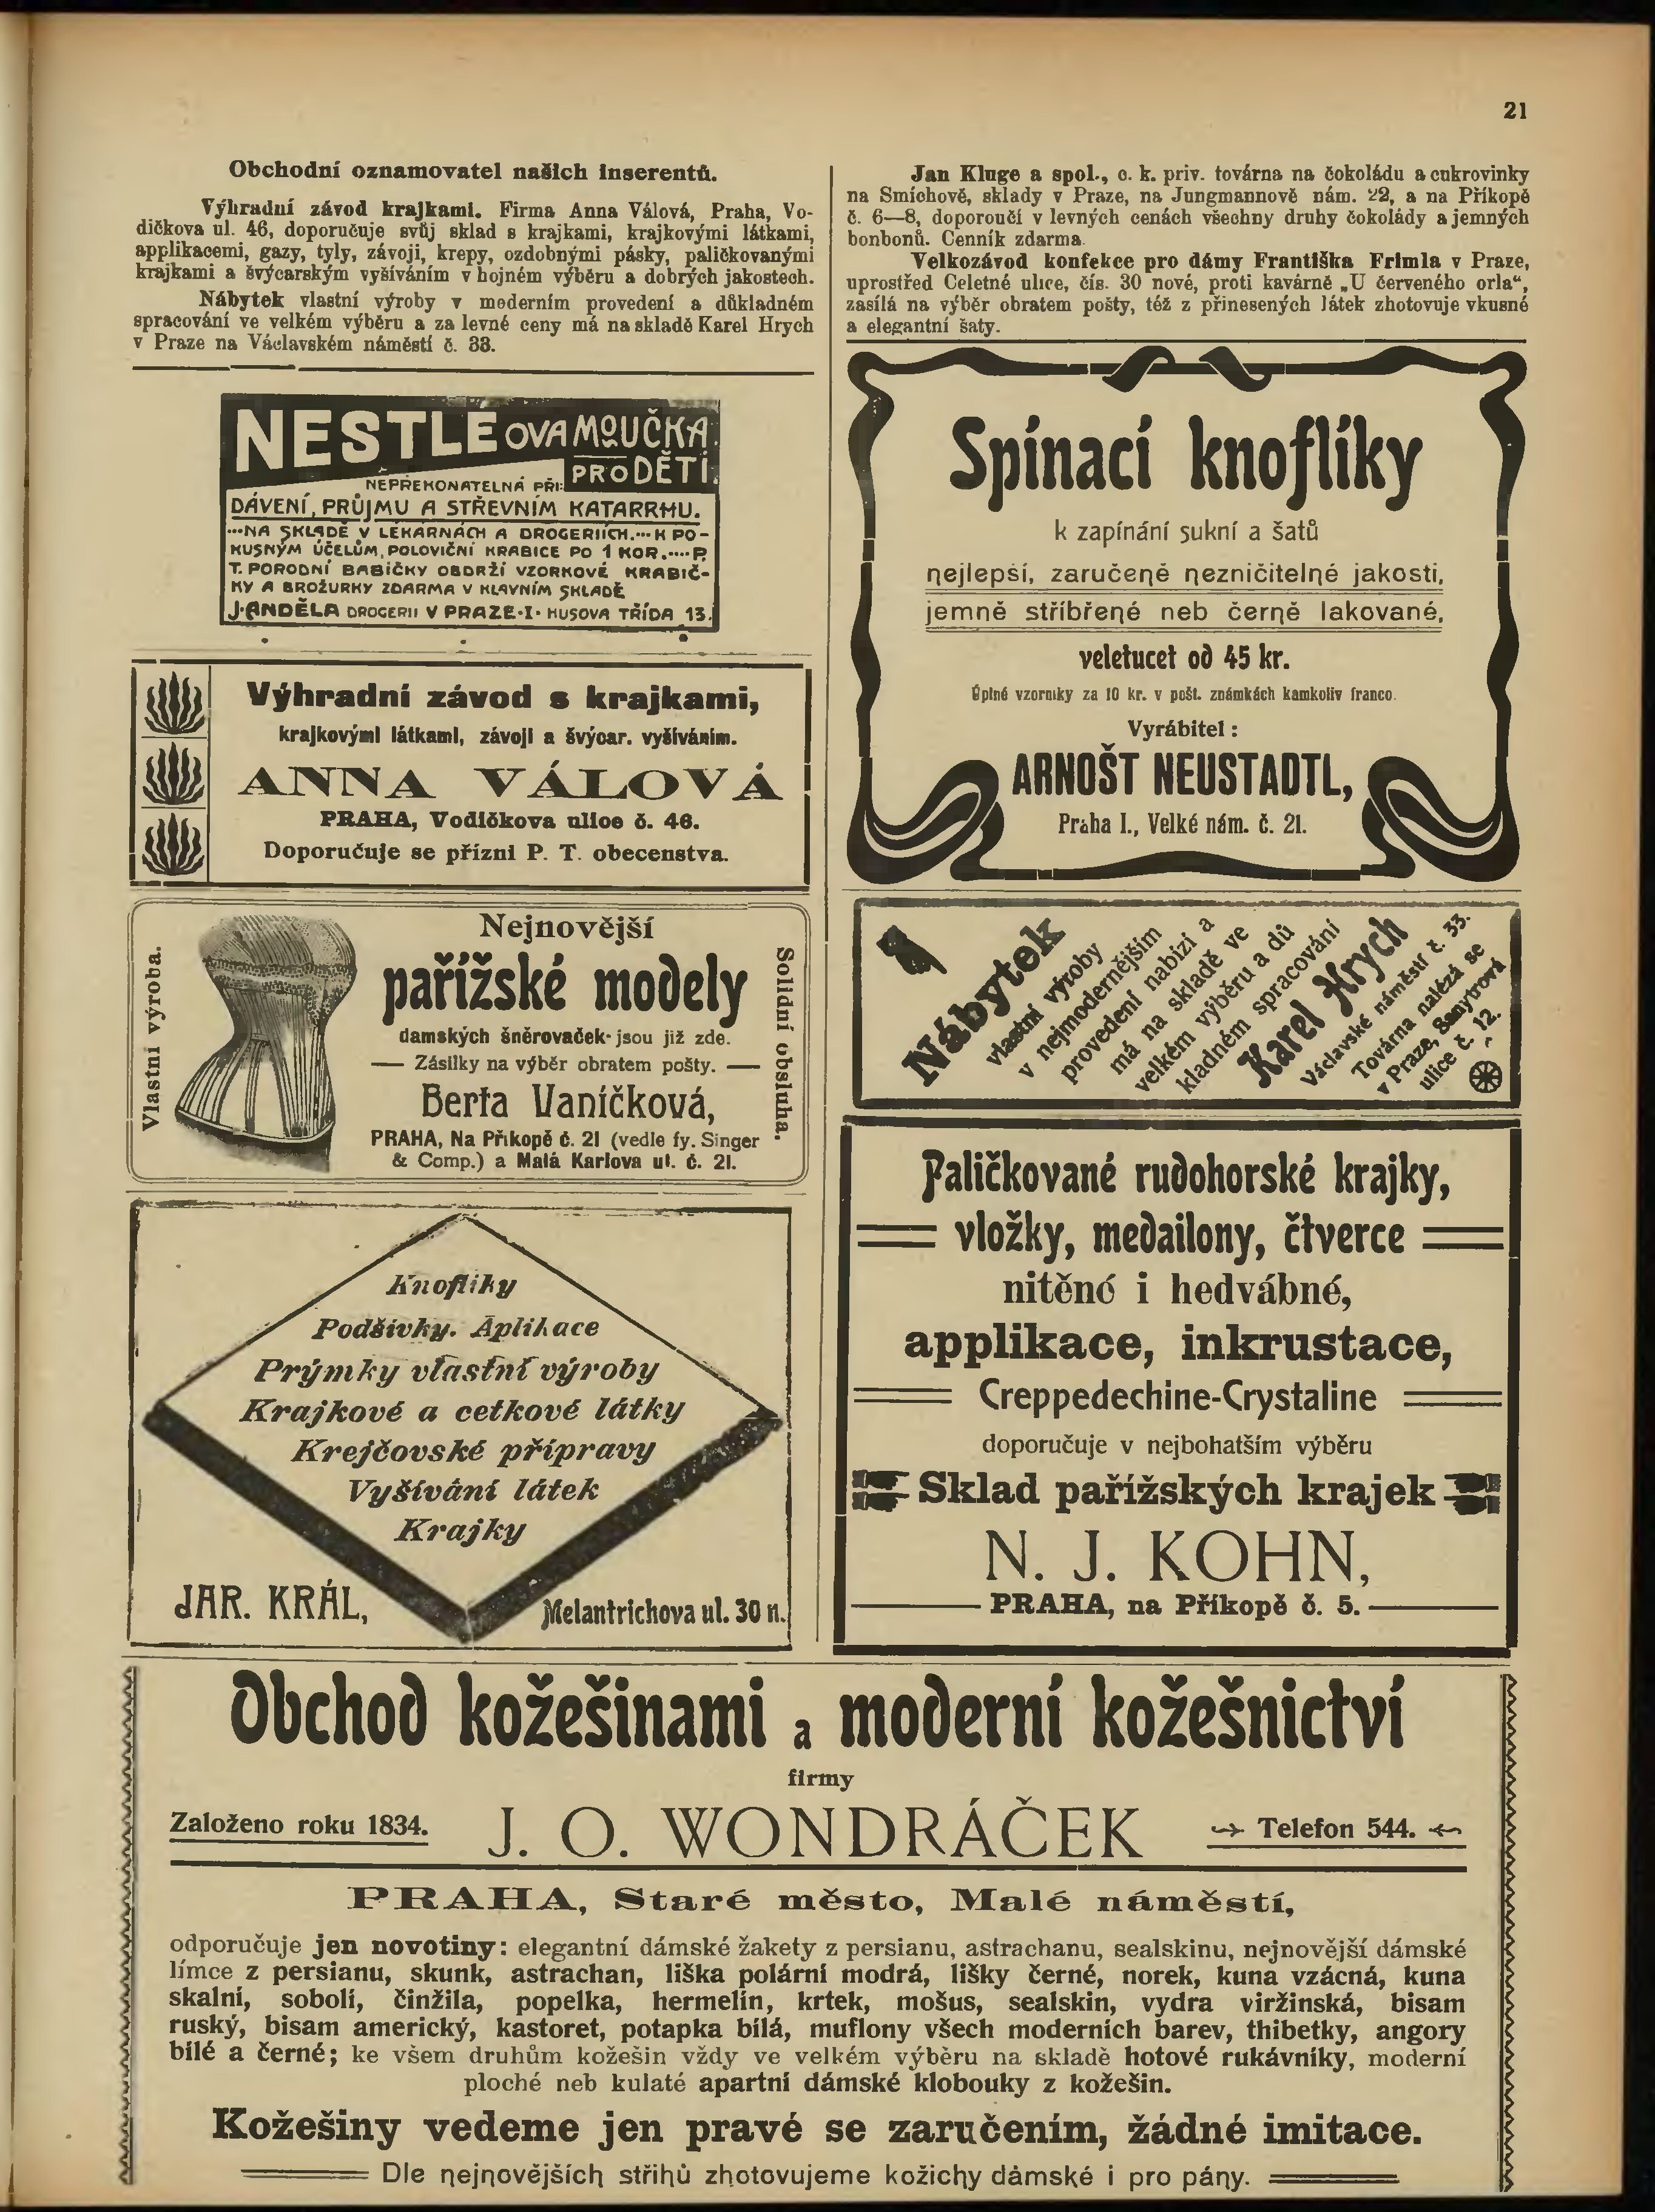 21
Obchodní oznamovatel našich inserentů.
Výhradní závod krajkami. Firma Anna Válová, Praha, Vo-
dičkova ul. 46, doporučuje svůj sklad s krajkami, krajkovými látkami,
applikacemi, gazy, tyly, závoji, krepy, ozdobnými pásky, paličkovanými
krajkami a švýcarským vyšíváním v hojném výběru a dobrých jakostech.
Nábytek vlastní výroby v moderním provedení a důkladném
spracování ve velkém výběru a za levné ceny má na skladě Karel Hrych
v Praze na Václavském náměstí č. 33.
NESTLE OVA MOUČKA
PRO DĚTI
NEPŘEKONATELNÁ PŘI:
DÁVENÍ, PRŮJMU A STŘEVNÍM KATARRHU.
···NA SKLADĚ V LÉKÁRNÁCH A DROGERIÍCH.··· K PO-
KUSNÝM ÚČELŮM, POLOVIČNÍ KRABICE PO 1 KOR.···· P.
T. PORODNÍ BABIČKY OBDRŽÍ VZORKOVÉ KRABIČ-
KY A BROŽURKY ZDARMA V HLAVNÍM SKLADĚ
J. ANDĚLA DROGERII V PRAZE·I· HUSOVA TŘÍDA 13.
Výhradní závod s krajkami,
krajkovými látkami, závoji a švýcar. vyšíváním.
ANNA VÁLOVÁ
PRAHA, Vodičkova ulice č. 46.
Doporučuje se přízni P. T. obecenstva.
Vlastní výroba.
Nejnovější
pařížské modely
damských šněrovaček· jsou již zde.
— Zásilky na výběr obratem pošty. —
Berta Vaníčková,
PRAHA, Na Příkopě č. 21 (vedle fy. Singer
& Comp.) a Malá Karlova ul. č. 21.
Solidní obsluha.
Knoflíky
Podšívky. Aplikace
Prýmky vlastní výroby
Krajkové a cetkové látky
Krejčovské přípravy
Vyšívání látek
Krajky
JAR. KRÁL,
Melantrichova ul. 30 n.
Jan Kluge a spol., c. k. priv. továrna na čokoládu a cukrovinky
na Smíchově, sklady v Praze, na Jungmannově nám. 22, a na Příkopě
č. 6—8, doporoučí v levných cenách všechny druhy čokolády a jemných
bonbonů. Cenník zdarma.
Velkozávod konfekce pro dámy Františka Frimla v Praze,
uprostřed Celetné ulice, čís. 30 nové, proti kavárně „U červeného orla“,
zasílá na výběr obratem pošty, též z přinesených látek zhotovuje vkusné
a elegantní šaty.
Spínací knoflíky
k zapínání sukní a šatů
nejlepší, zaručeně nezničitelné jakosti,
jemně stříbřené neb černě lakované,
veletucet od 45 kr.
Úplné vzorníky za 10 kr. v pošt. známkách kamkoliv franco.
Vyrábitel:
ARNOŠT NEUSTADTL,
Praha I., Velké nám. č. 21.
Nábytek
vlastní výroby
v nejmodernějším
provedení nabízí a
má na skladě ve
velkém výběru a dů
kladném spracování
Karel Hrych
Václavské náměstí č. 33.
Továrna nalézá se
v Praze, Sanytrová
ulice č. 12.
Paličkované rudohorské krajky,
vložky, medailony, čtverce
nitěné i hedvábné,
applikace, inkrustace,
Creppedechine-Crystaline
doporučuje v nejbohatším výběru
Sklad pařížských krajek
N. J. KOHN,
PRAHA, na Příkopě č. 5.
Obchod kožešinami a moderní kožešnictví
firmy
Založeno roku 1834. J. O. WONDRÁČEK Telefon 544.
PRAHA, Staré město, Malé náměstí,
odporučuje jen novotiny: elegantní dámské žakety z persianu, astrachanu, sealskinu, nejnovější dámské
límce z persianu, skunk, astrachan, liška polární modrá, lišky černé, norek, kuna vzácná, kuna
skalní, sobolí, činžila, popelka, hermelín, krtek, mošus, sealskin, vydra viržinská, bisam
ruský, bisam americký, kastoret, potapka bílá, muflony všech moderních barev, thibetky, angory
bílé a černé; ke všem druhům kožešin vždy ve velkém výběru na skladě hotové rukávníky, moderní
ploché neb kulaté apartní dámské klobouky z kožešin.
Kožešiny vedeme jen pravé se zaručením, žádné imitace.
Dle nejnovějších střihů zhotovujeme kožichy dámské i pro pány.